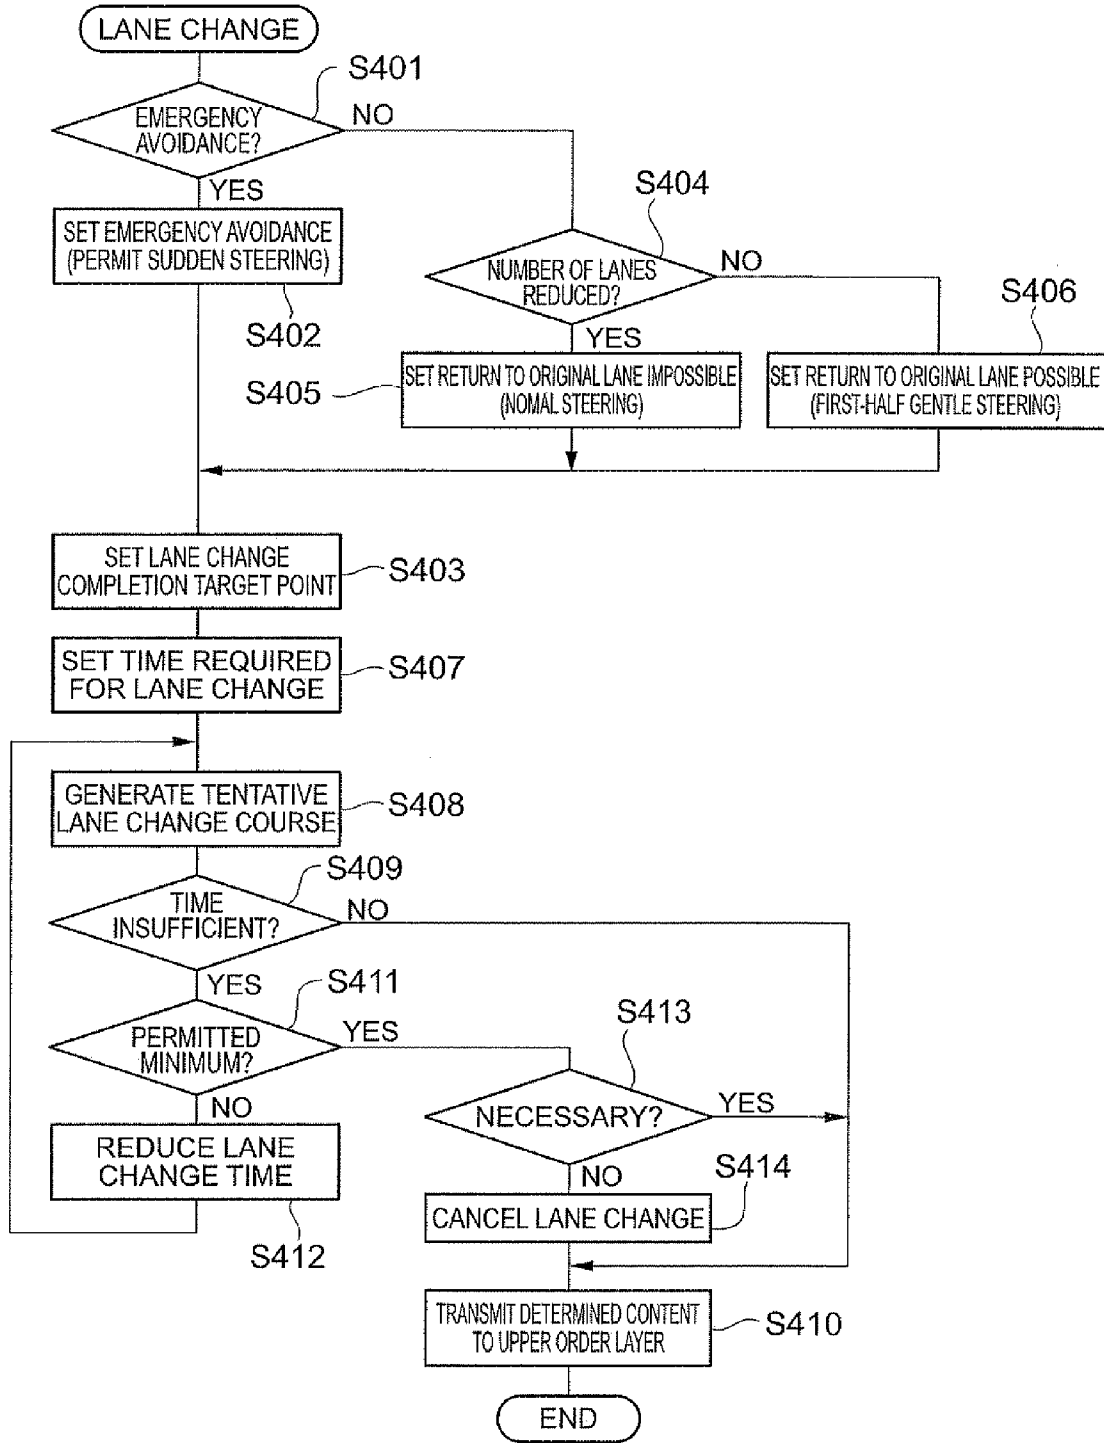 LANE CHANGE
S401
EMERGENCY
AVOIDANCE?
NO
YES
S404
SET EMERGENCY AVOIDANCE
(PERMIT SUDDEN STEERING)
S402
NUMBER OF LANES
REDUCED?
NO
YES
S406
S405
SET RETURN TO ORIGINAL LANE IMPOSSIBLE
(NOMAL STEERING)
SET RETURN TO ORIGINAL LANE POSSIBLE
(FIRST-HALF GENTLE STEERING)
SET LANE CHANGE
COMPLETION TARGET POINT
S403
SET TIME REQUIRED
FOR LANE CHANGE
S407
GENERATE TENTATIVE
LANE CHANGE COURSE
S408
S409
TIME
INSUFFICIENT?
NO
YES
S411
PERMITTED
MINIMUM?
YES
NO
S413
NECESSARY?
YES
NO
REDUCE LANE
CHANGE TIME
S412
S414
CANCEL LANE CHANGE
TRANSMIT DETERMINED CONTENT
TO UPPER ORDER LAYER
S410
END